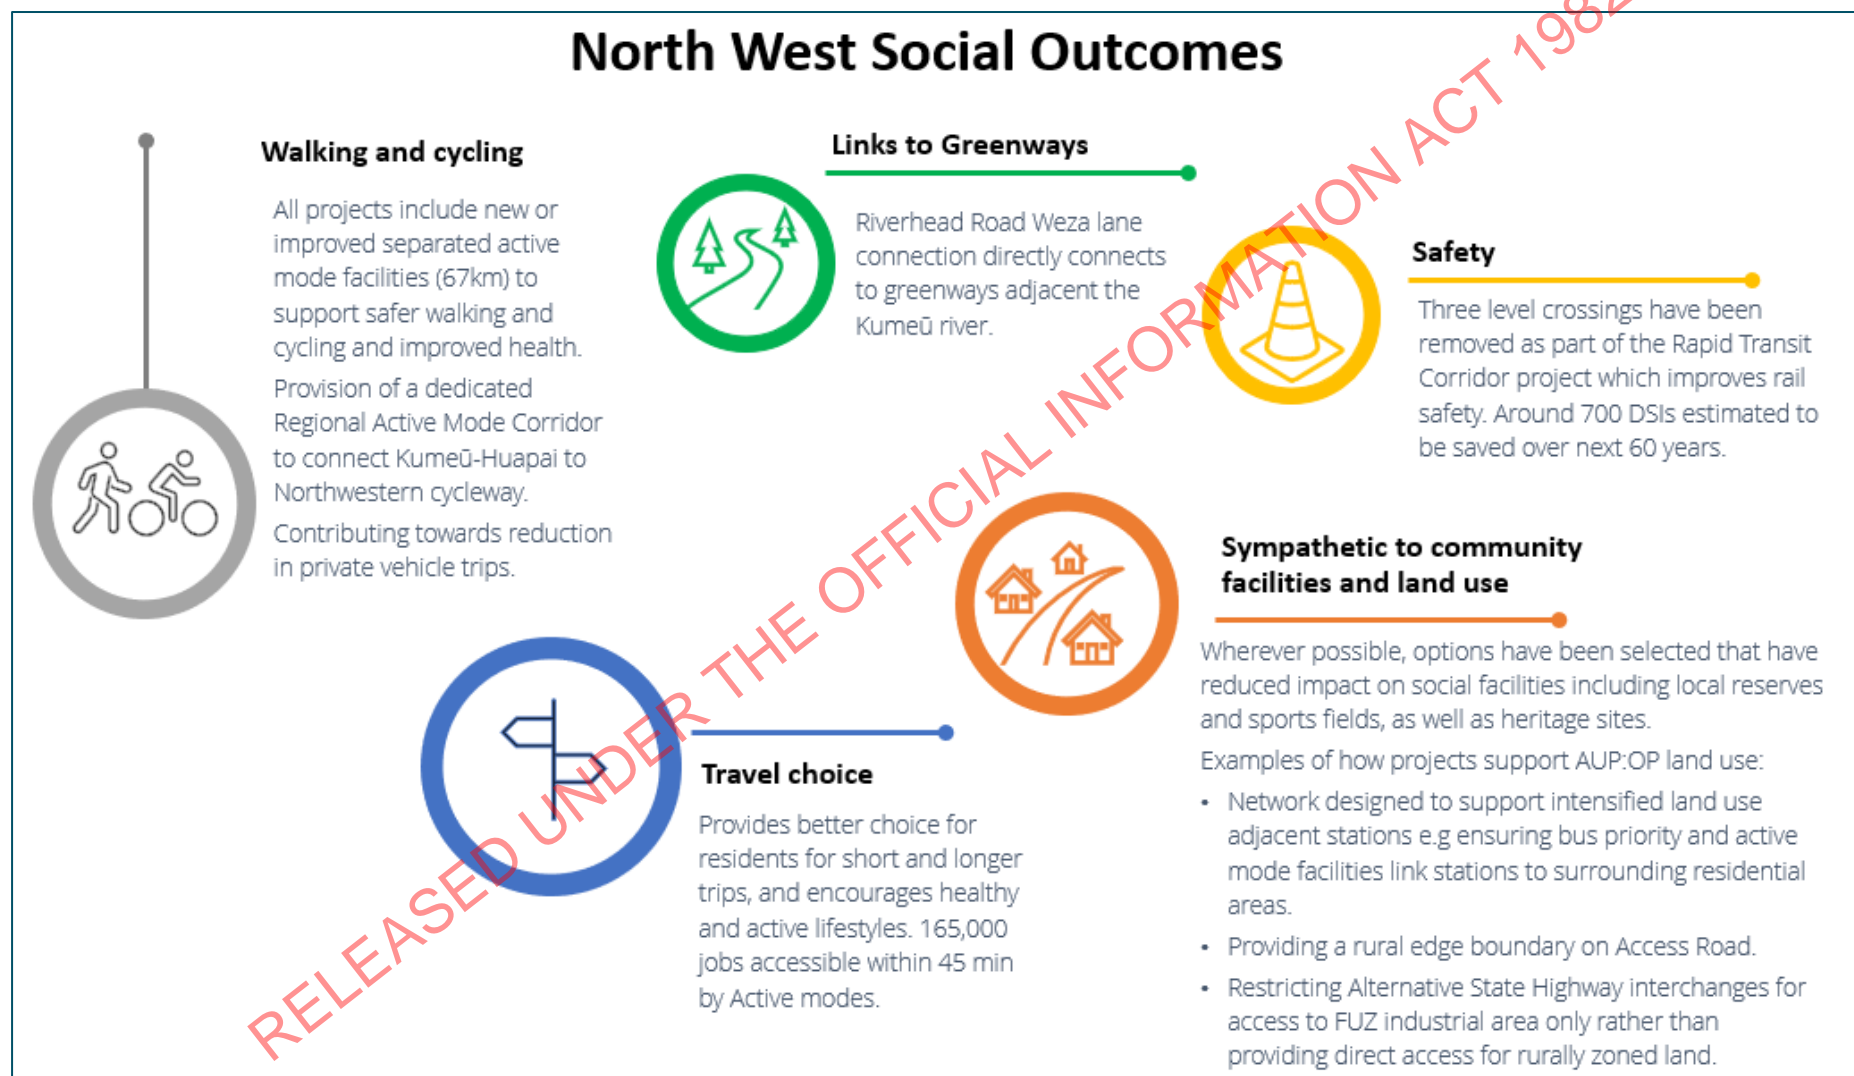 North West Social Outcomes
Walking and cycling
All projects include new or
improved separated active
mode facilities (67km) to
support safer walking and
cycling and improved health.
Provision of a dedicated
Regional Active Mode Corridor
to connect Kumeū-Huapai to
Northwestern cycleway.
Contributing towards reduction
in private vehicle trips.
Links to Greenways
Riverhead Road Weza lane
connection directly connects
to greenways adjacent the
Kumeū river.
Safety
Three level crossings have been
removed as part of the Rapid Transit
Corridor project which improves rail
safety. Around 700 DSIs estimated to
be saved over next 60 years.
Travel choice
Provides better choice for
residents for short and longer
trips, and encourages healthy
and active lifestyles. 165,000
jobs accessible within 45 min
by Active modes.
Sympathetic to community
facilities and land use
Wherever possible, options have been selected that have
reduced impact on social facilities including local reserves
and sports fields, as well as heritage sites.
Examples of how projects support AUP:OP land use:
• Network designed to support intensified land use
adjacent stations e.g ensuring bus priority and active
mode facilities link stations to surrounding residential
areas.
• Providing a rural edge boundary on Access Road.
• Restricting Alternative State Highway interchanges for
access to FUZ industrial area only rather than
providing direct access for rurally zoned land.
RELEASED UNDER THE OFFICIAL INFORMATION ACT 1982